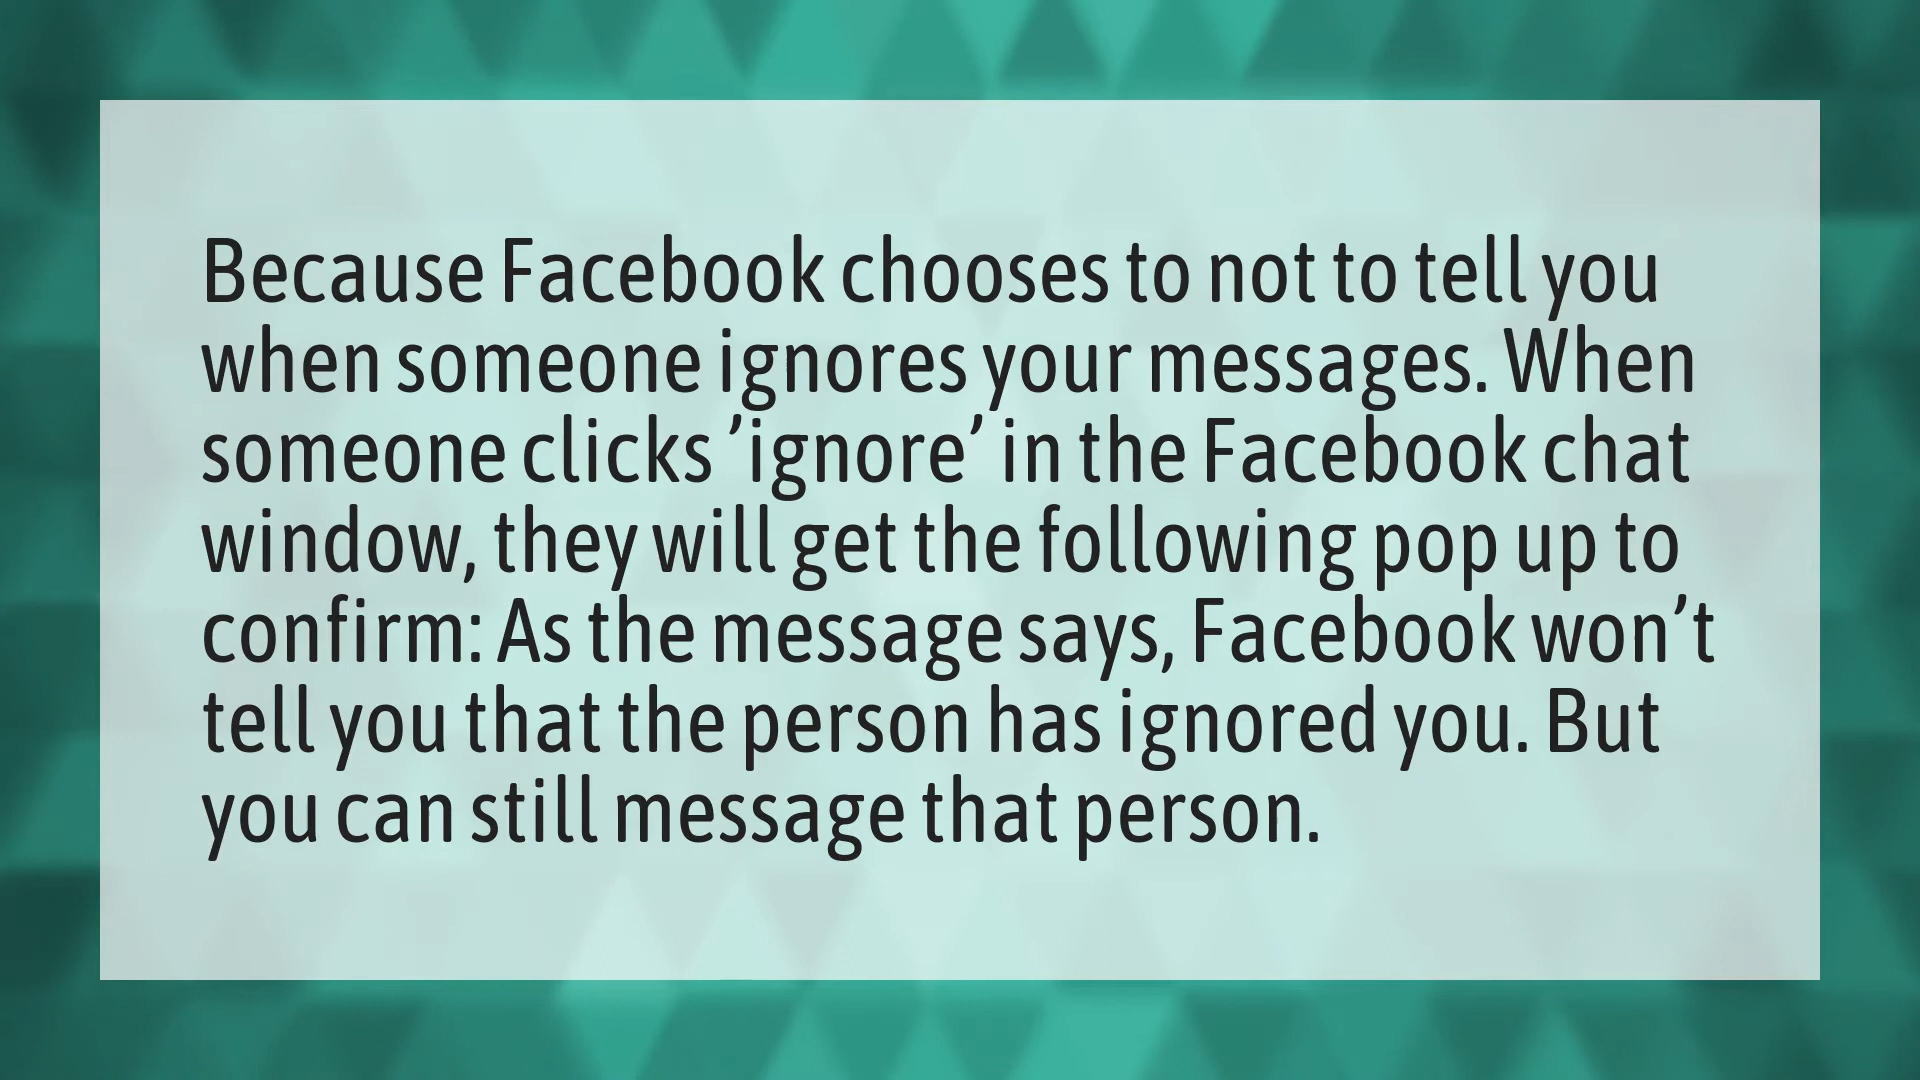 Because Facebook chooses to not to tell you
when someone ignores your messages. When
someone clicks ’ignore’ in the Facebook chat
window, they will get the following pop up to
confirm: As the message says, Facebook won’t
tell you that the person has ignored you. But
you can still message that person.